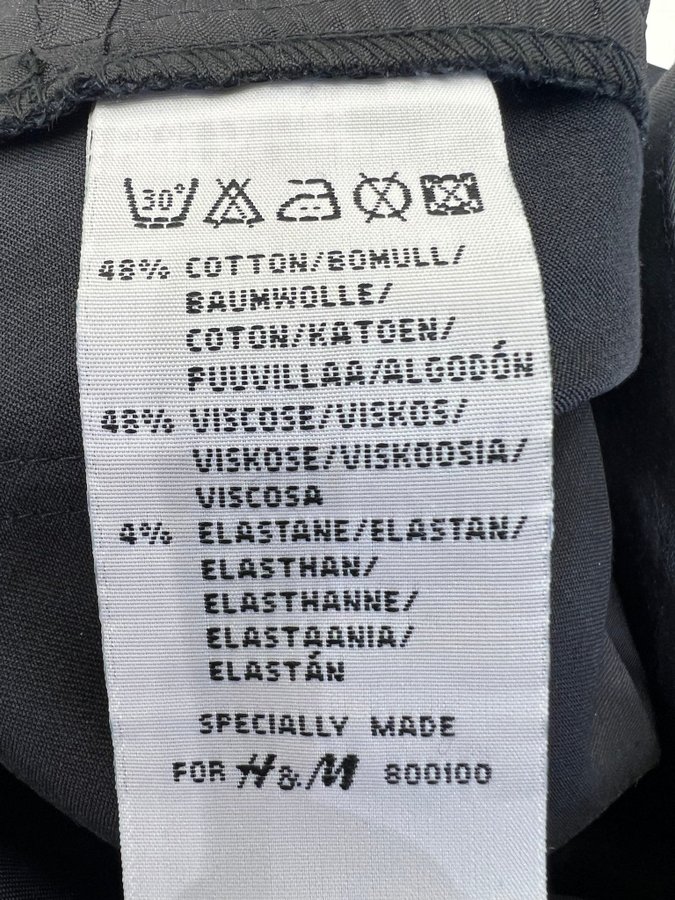 30°
48% COTTON/BOMULL/
BAUMWOLLE/
COTON/KATOEN/
PUUVILLAA/ALGODÓN
48% VISCOSE/VISKOS/
VISKOSE/VISKOOSIA/
VISCOSA
4% ELASTANE/ELASTAN/
ELASTHAN/
ELASTHANNE/
ELASTAANIA/
ELASTÁN
SPECIALLY MADE
FOR H&M 800100